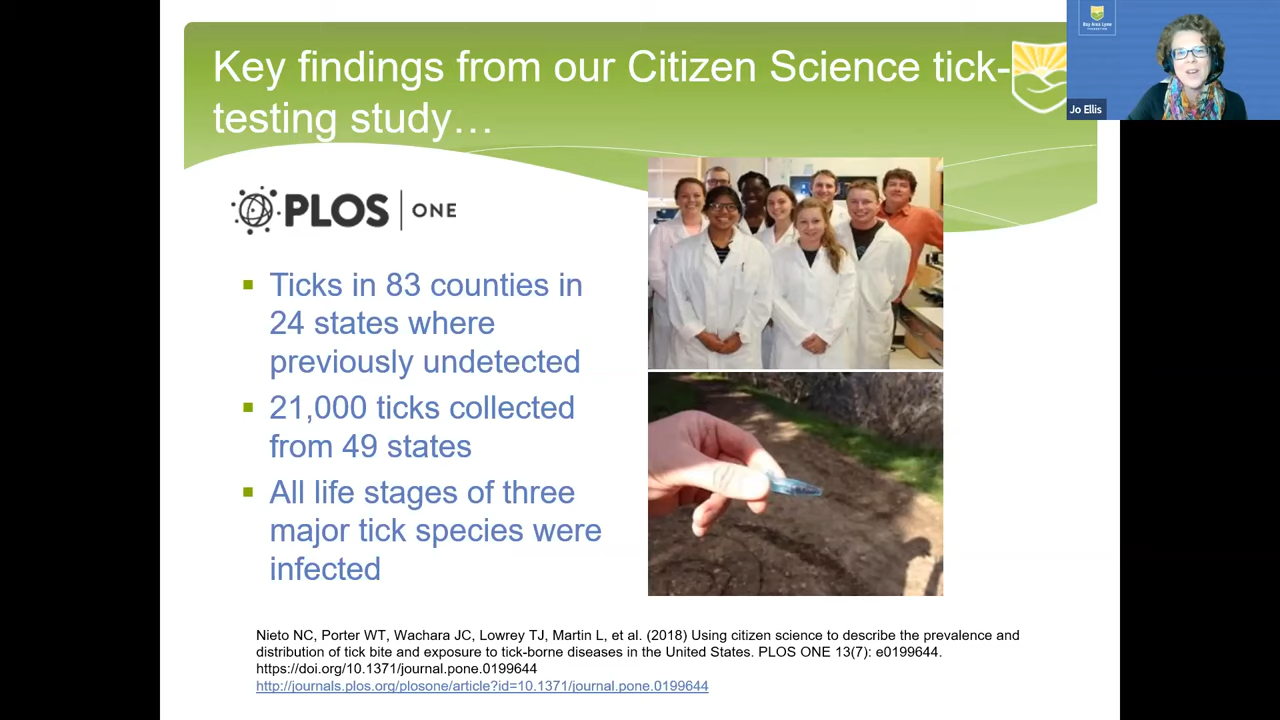 Key findings from our Citizen Science tick-
testing study…
Bay Area Lyme
FOUNDATION
Jo Ellis
PLOS | ONE
▪ Ticks in 83 counties in
24 states where
previously undetected
▪ 21,000 ticks collected
from 49 states
▪ All life stages of three
major tick species were
infected
Nieto NC, Porter WT, Wachara JC, Lowrey TJ, Martin L, et al. (2018) Using citizen science to describe the prevalence and
distribution of tick bite and exposure to tick-borne diseases in the United States. PLOS ONE 13(7): e0199644.
https://doi.org/10.1371/journal.pone.0199644
http://journals.plos.org/plosone/article?id=10.1371/journal.pone.0199644